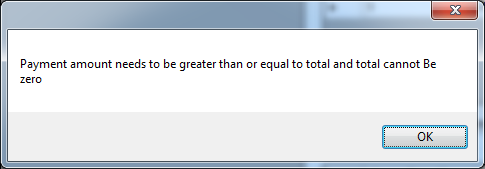 Payment amount needs to be greater than or equal to total and total cannot Be
zero
OK